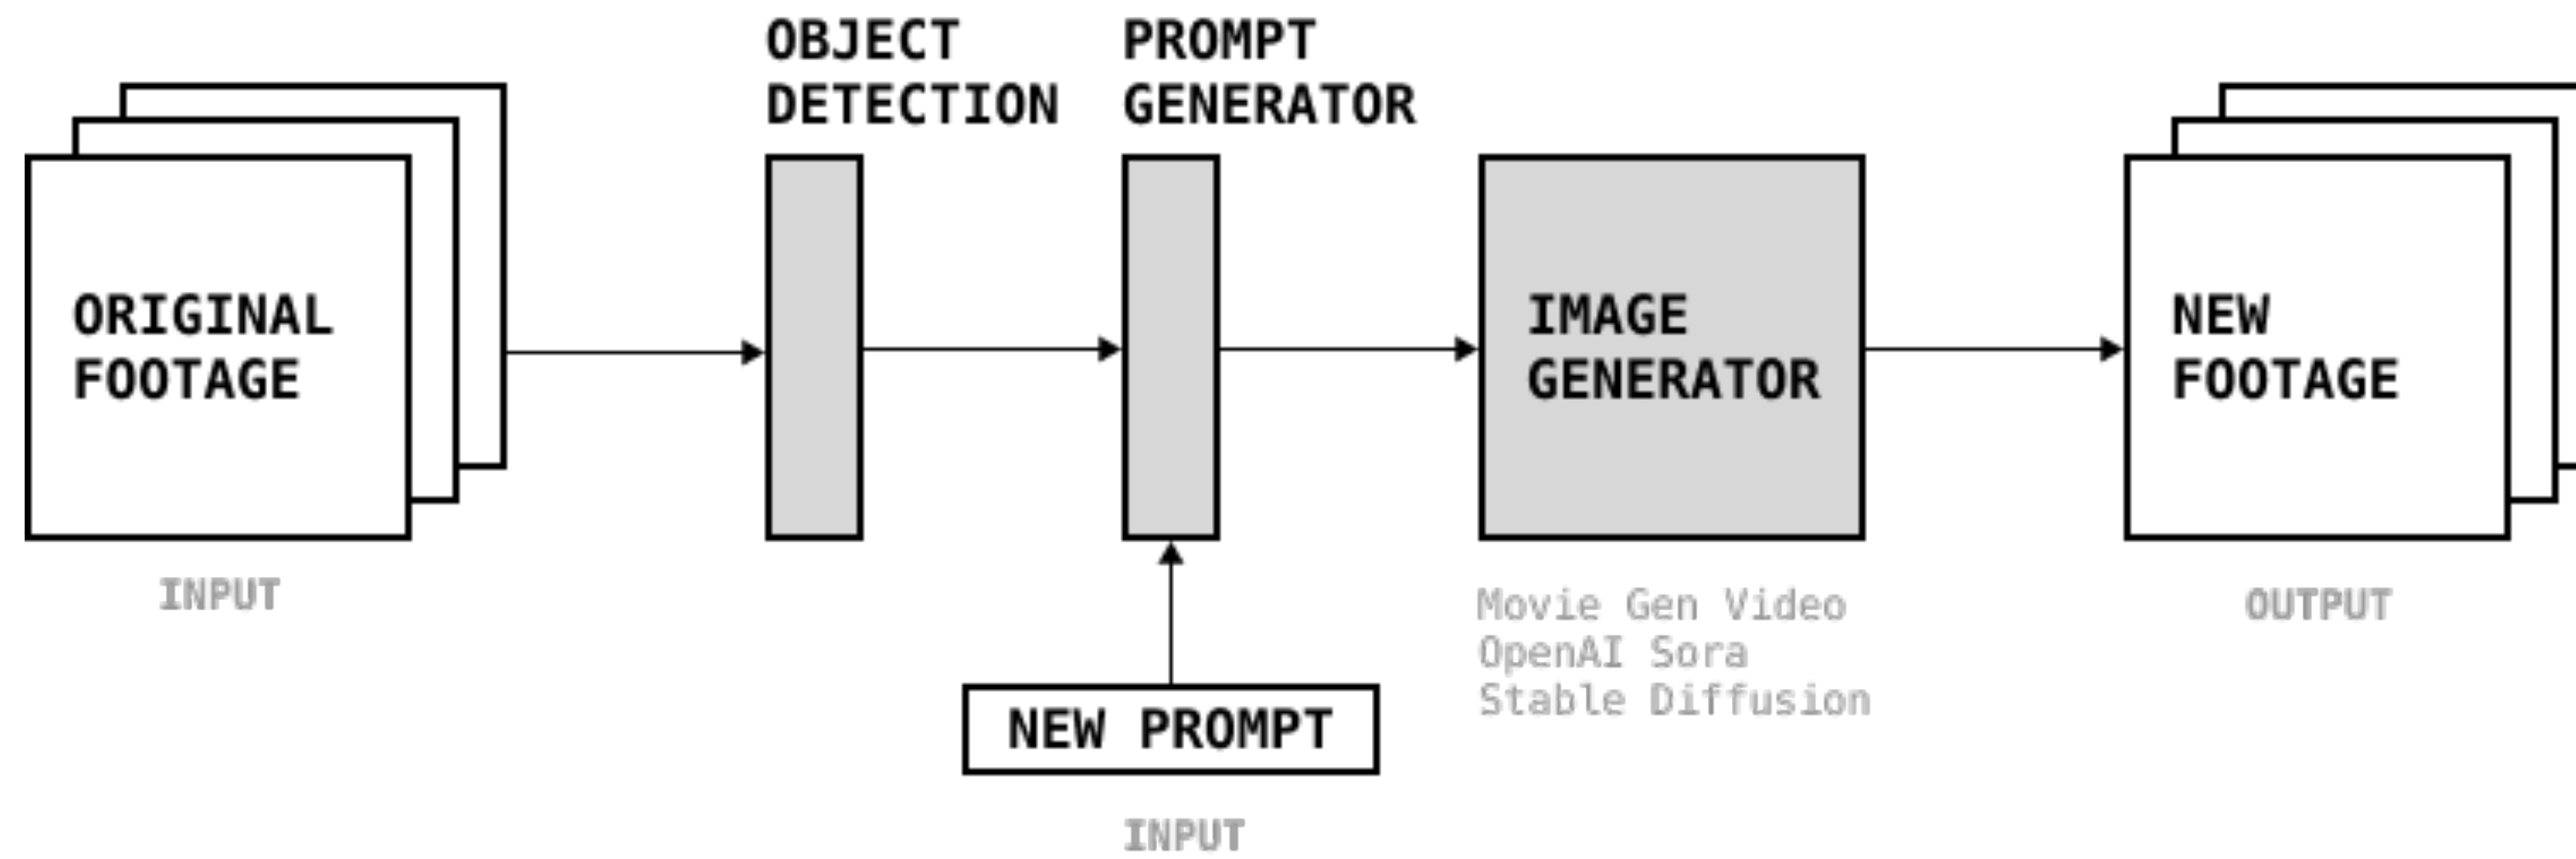 OBJECT
DETECTION
PROMPT
GENERATOR
ORIGINAL
FOOTAGE
IMAGE
GENERATOR
NEW
FOOTAGE
INPUT
Movie Gen Video
OpenAI Sora
Stable Diffusion
OUTPUT
NEW PROMPT
INPUT